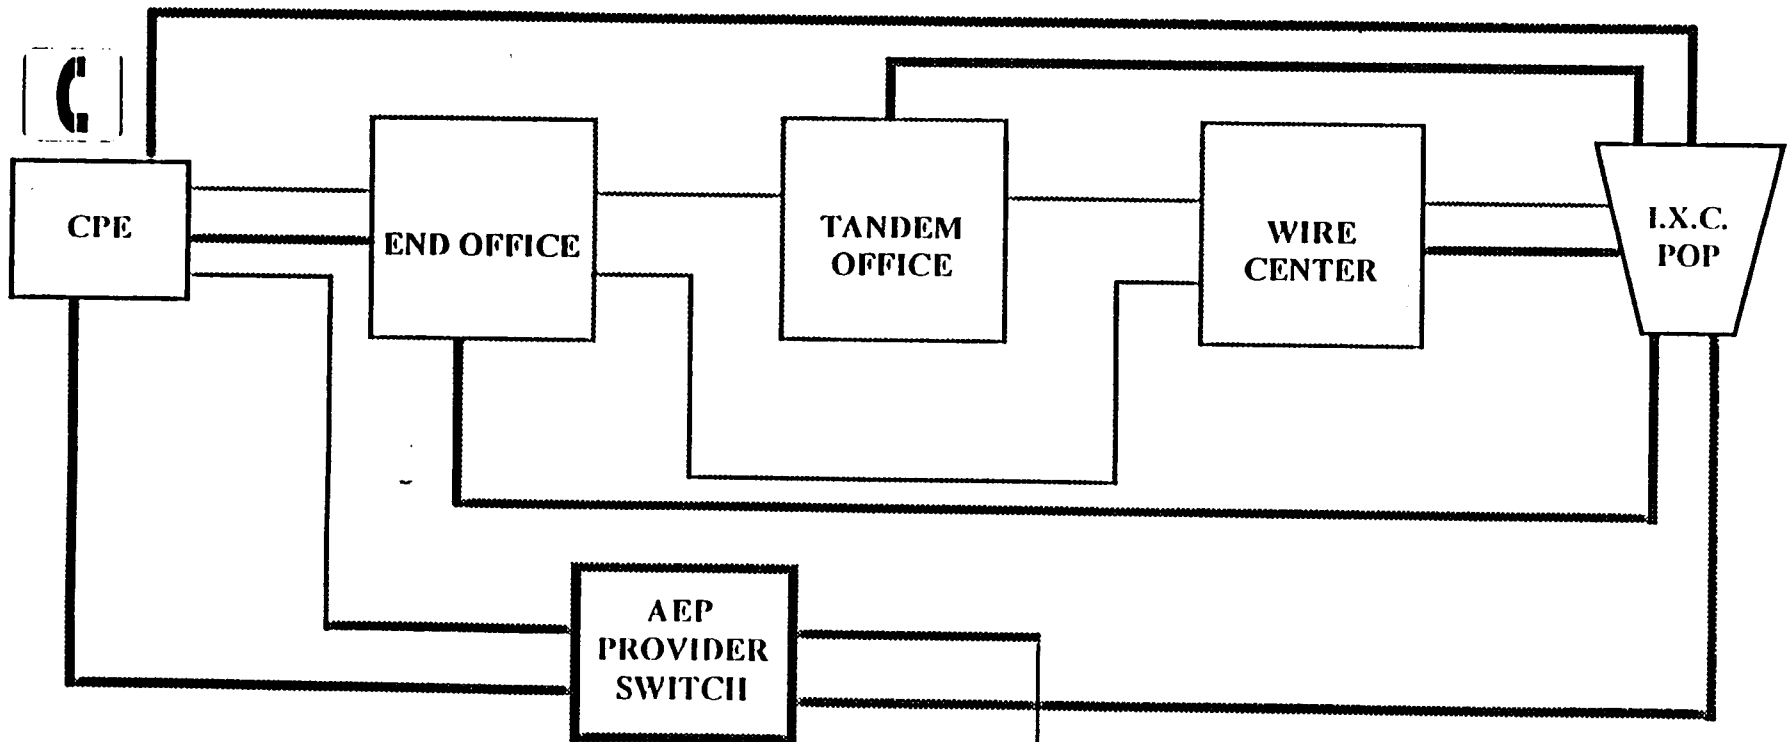 CPE
END OFFICE
TANDEM
OFFICE
WIRE
CENTER
I.X.C.
POP
AEP
PROVIDER
SWITCH